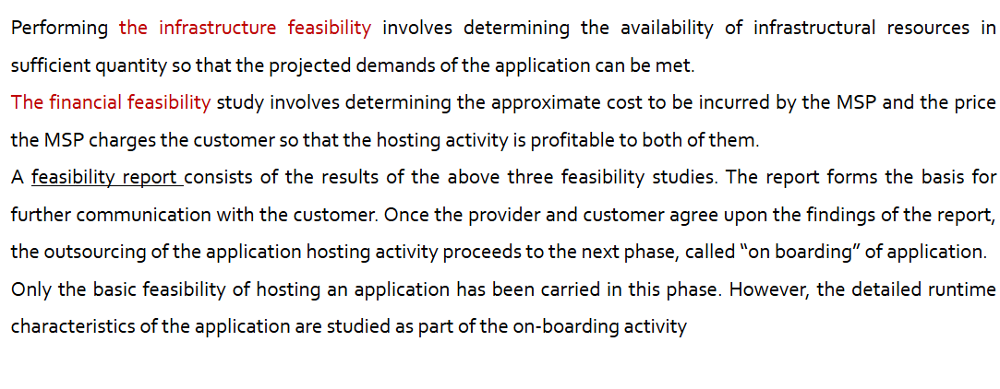 Performing the infrastructure feasibility involves determining the availability of infrastructural resources in
sufficient quantity so that the projected demands of the application can be met.
The financial feasibility study involves determining the approximate cost to be incurred by the MSP and the price
the MSP charges the customer so that the hosting activity is profitable to both of them.
A feasibility report consists of the results of the above three feasibility studies. The report forms the basis for
further communication with the customer. Once the provider and customer agree upon the findings of the report,
the outsourcing of the application hosting activity proceeds to the next phase, called “on boarding” of application.
Only the basic feasibility of hosting an application has been carried in this phase. However, the detailed runtime
characteristics of the application are studied as part of the on-boarding activity